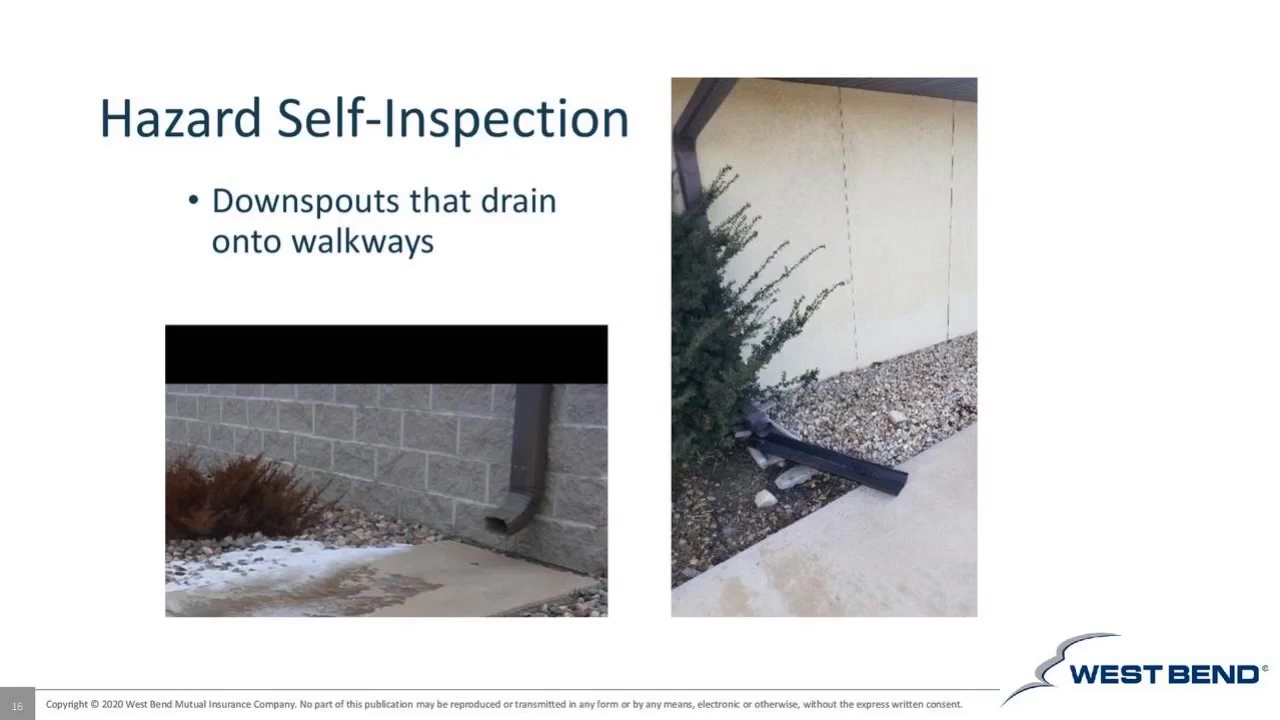 Hazard Self-Inspection
• Downspouts that drain
onto walkways
WEST BEND®
16
Copyright © 2020 West Bend Mutual Insurance Company. No part of this publication may be reproduced or transmitted in any form or by any means, electronic or otherwise, without the express written consent.